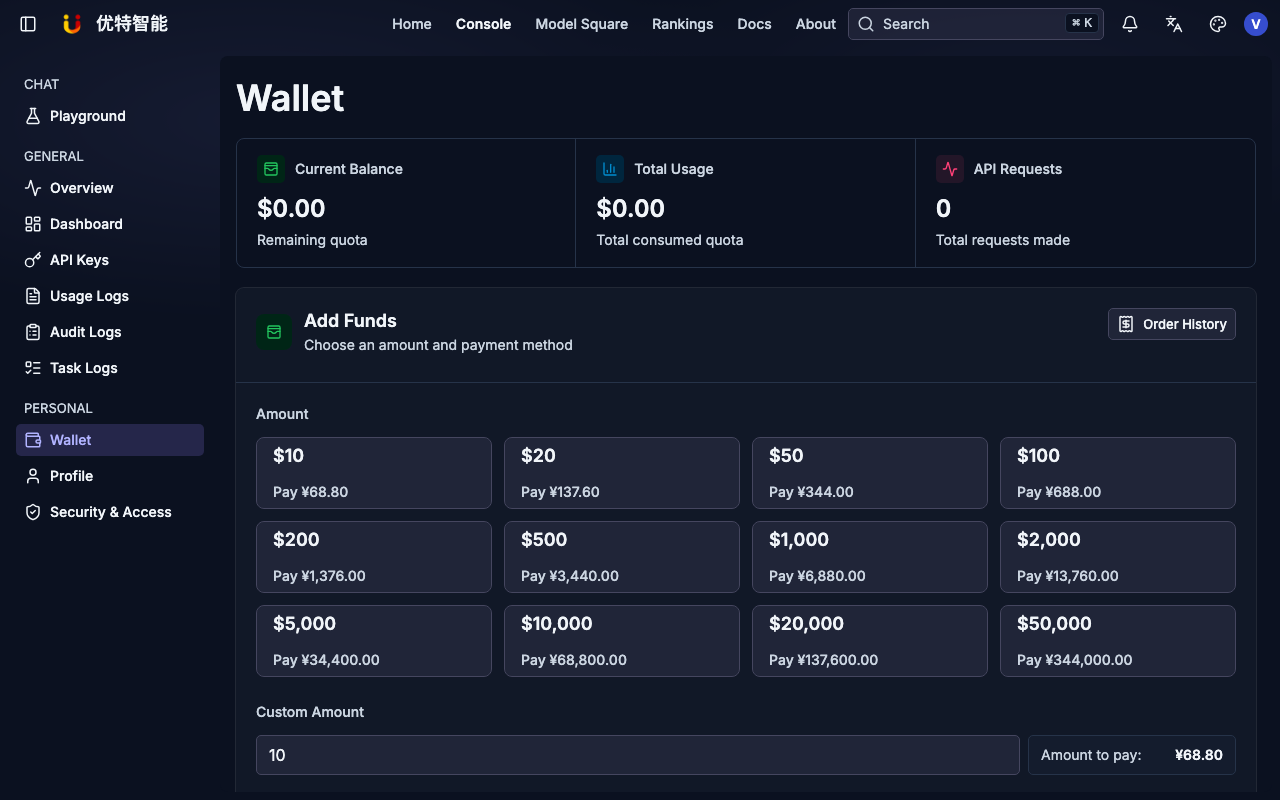 优特智能
Home
Console
Model Square
Rankings
Docs
About
Search
⌘ K
V
CHAT
Playground
GENERAL
Overview
Dashboard
API Keys
Usage Logs
Audit Logs
Task Logs
PERSONAL
Wallet
Profile
Security & Access
Wallet
Current Balance
$0.00
Remaining quota
Total Usage
$0.00
Total consumed quota
API Requests
0
Total requests made
Add Funds
Choose an amount and payment method
Order History
Amount
$10
Pay ¥68.80
$20
Pay ¥137.60
$50
Pay ¥344.00
$100
Pay ¥688.00
$200
Pay ¥1,376.00
$500
Pay ¥3,440.00
$1,000
Pay ¥6,880.00
$2,000
Pay ¥13,760.00
$5,000
Pay ¥34,400.00
$10,000
Pay ¥68,800.00
$20,000
Pay ¥137,600.00
$50,000
Pay ¥344,000.00
Custom Amount
10
Amount to pay: ¥68.80